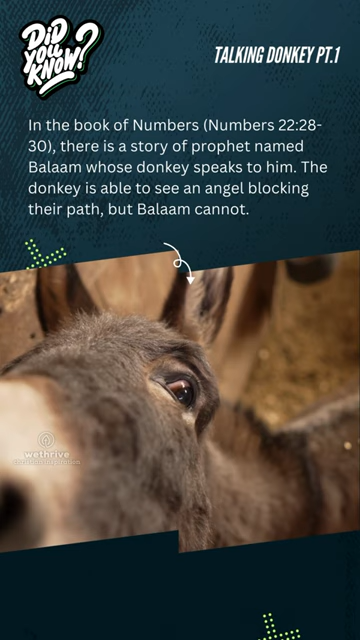 DiD
YOU
KNOW?
TALKING DONKEY PT.1
In the book of Numbers (Numbers 22:28-
30), there is a story of prophet named
Balaam whose donkey speaks to him. The
donkey is able to see an angel blocking
their path, but Balaam cannot.
wethrive